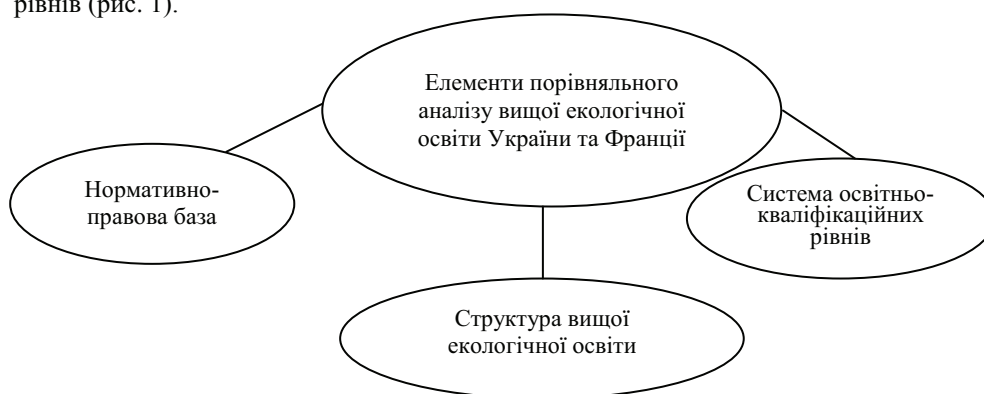 рівнів (рис. 1).
Елементи порівняльного
аналізу вищої екологічної
освіти України та Франції
Нормативно-
правова база
Система освітньо-
кваліфікаційних
рівнів
Структура вищої
екологічної освіти